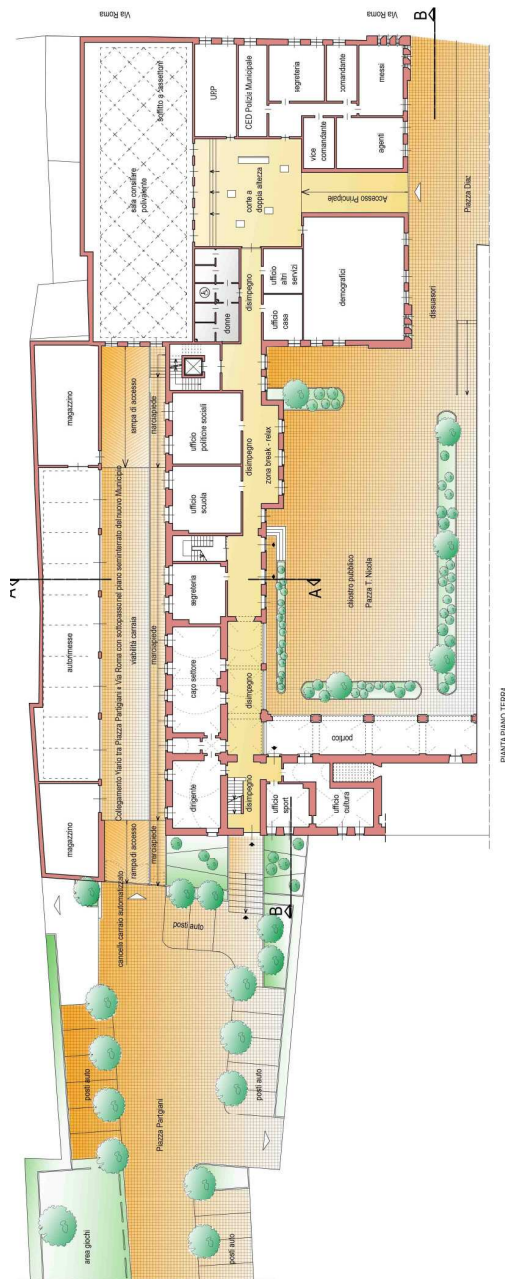 Via Roma
Via Roma
B
soffitto a cassettoni
sala consiliare
polivalente
URP
CED Polizia Municipale
segreteria
comandante
messi
vice
comandante
agenti
corte a
doppia altezza
Accesso Principale
Piazza Diaz
dissuasori
donne
disimpegno
ufficio
altri
servizi
ufficio
casa
demografici
magazzino
rampa di accesso
marciapiede
ufficio
politiche sociali
disimpegno
zona break - relax
ufficio
scuola
A
autorimesse
Collegamento viario tra Piazza Partigiani e Via Roma con sottopasso nel piano seminterrato del nuovo Municipio
viabilità carraia
marciapiede
segreteria
A
chiostro pubblico
Piazza T. Nicola
capo settore
disimpegno
portico
magazzino
rampa di accesso
marciapiede
dirigente
disimpegno
ufficio
sport
ufficio
cultura
B
cancello carraio automatizzato
posti auto
posti auto
Piazza Partigiani
posti auto
area giochi
posti auto
PIANTA PIANO TERRA